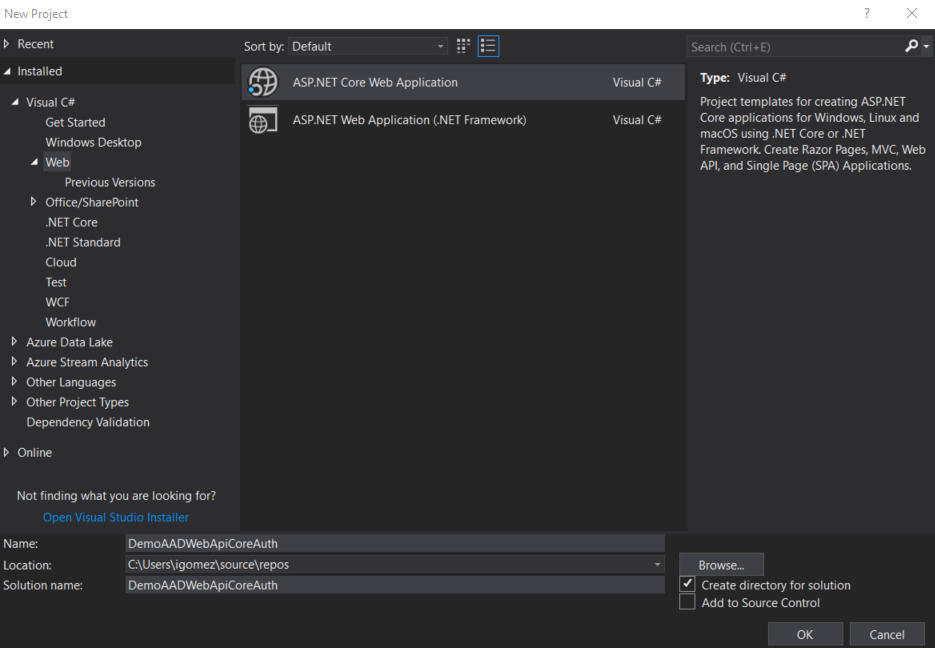 New Project
?
Recent
Installed
Visual C#
Get Started
Windows Desktop
Web
Previous Versions
Office/SharePoint
.NET Core
.NET Standard
Cloud
Test
WCF
Workflow
Azure Data Lake
Azure Stream Analytics
Other Languages
Other Project Types
Dependency Validation
Online
Not finding what you are looking for?
Open Visual Studio Installer
Sort by: Default
ASP.NET Core Web Application Visual C#
ASP.NET Web Application (.NET Framework) Visual C#
Search (Ctrl+E)
Type: Visual C#
Project templates for creating ASP.NET
Core applications for Windows, Linux and
macOS using .NET Core or .NET
Framework. Create Razor Pages, MVC, Web
API, and Single Page (SPA) Applications.
Name: DemoAADWebApiCoreAuth
Location: C:\Users\igomez\source\repos
Solution name: DemoAADWebApiCoreAuth
Browse...
Create directory for solution
Add to Source Control
OK Cancel